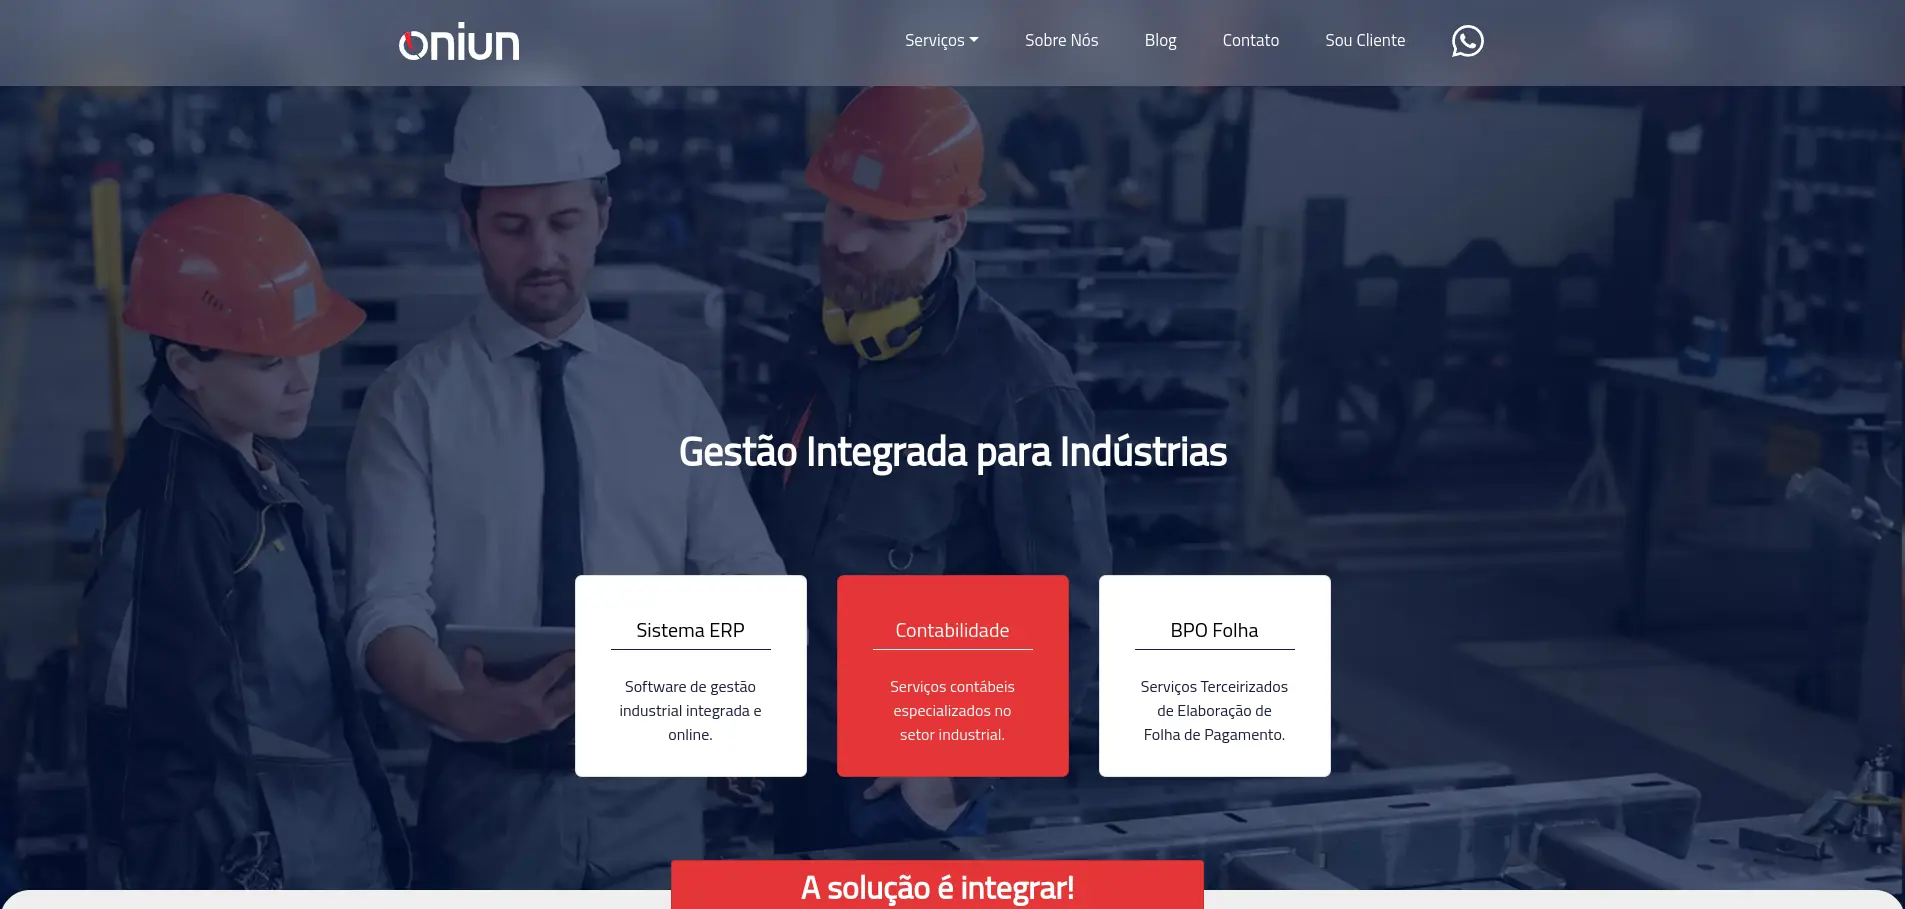 oniun
Serviços
Sobre Nós
Blog
Contato
Sou Cliente
Gestão Integrada para Indústrias
Sistema ERP
Software de gestão
industrial integrada e
online.
Contabilidade
Serviços contábeis
especializados no
setor industrial.
BPO Folha
Serviços Terceirizados
de Elaboração de
Folha de Pagamento.
A solução é integrar!